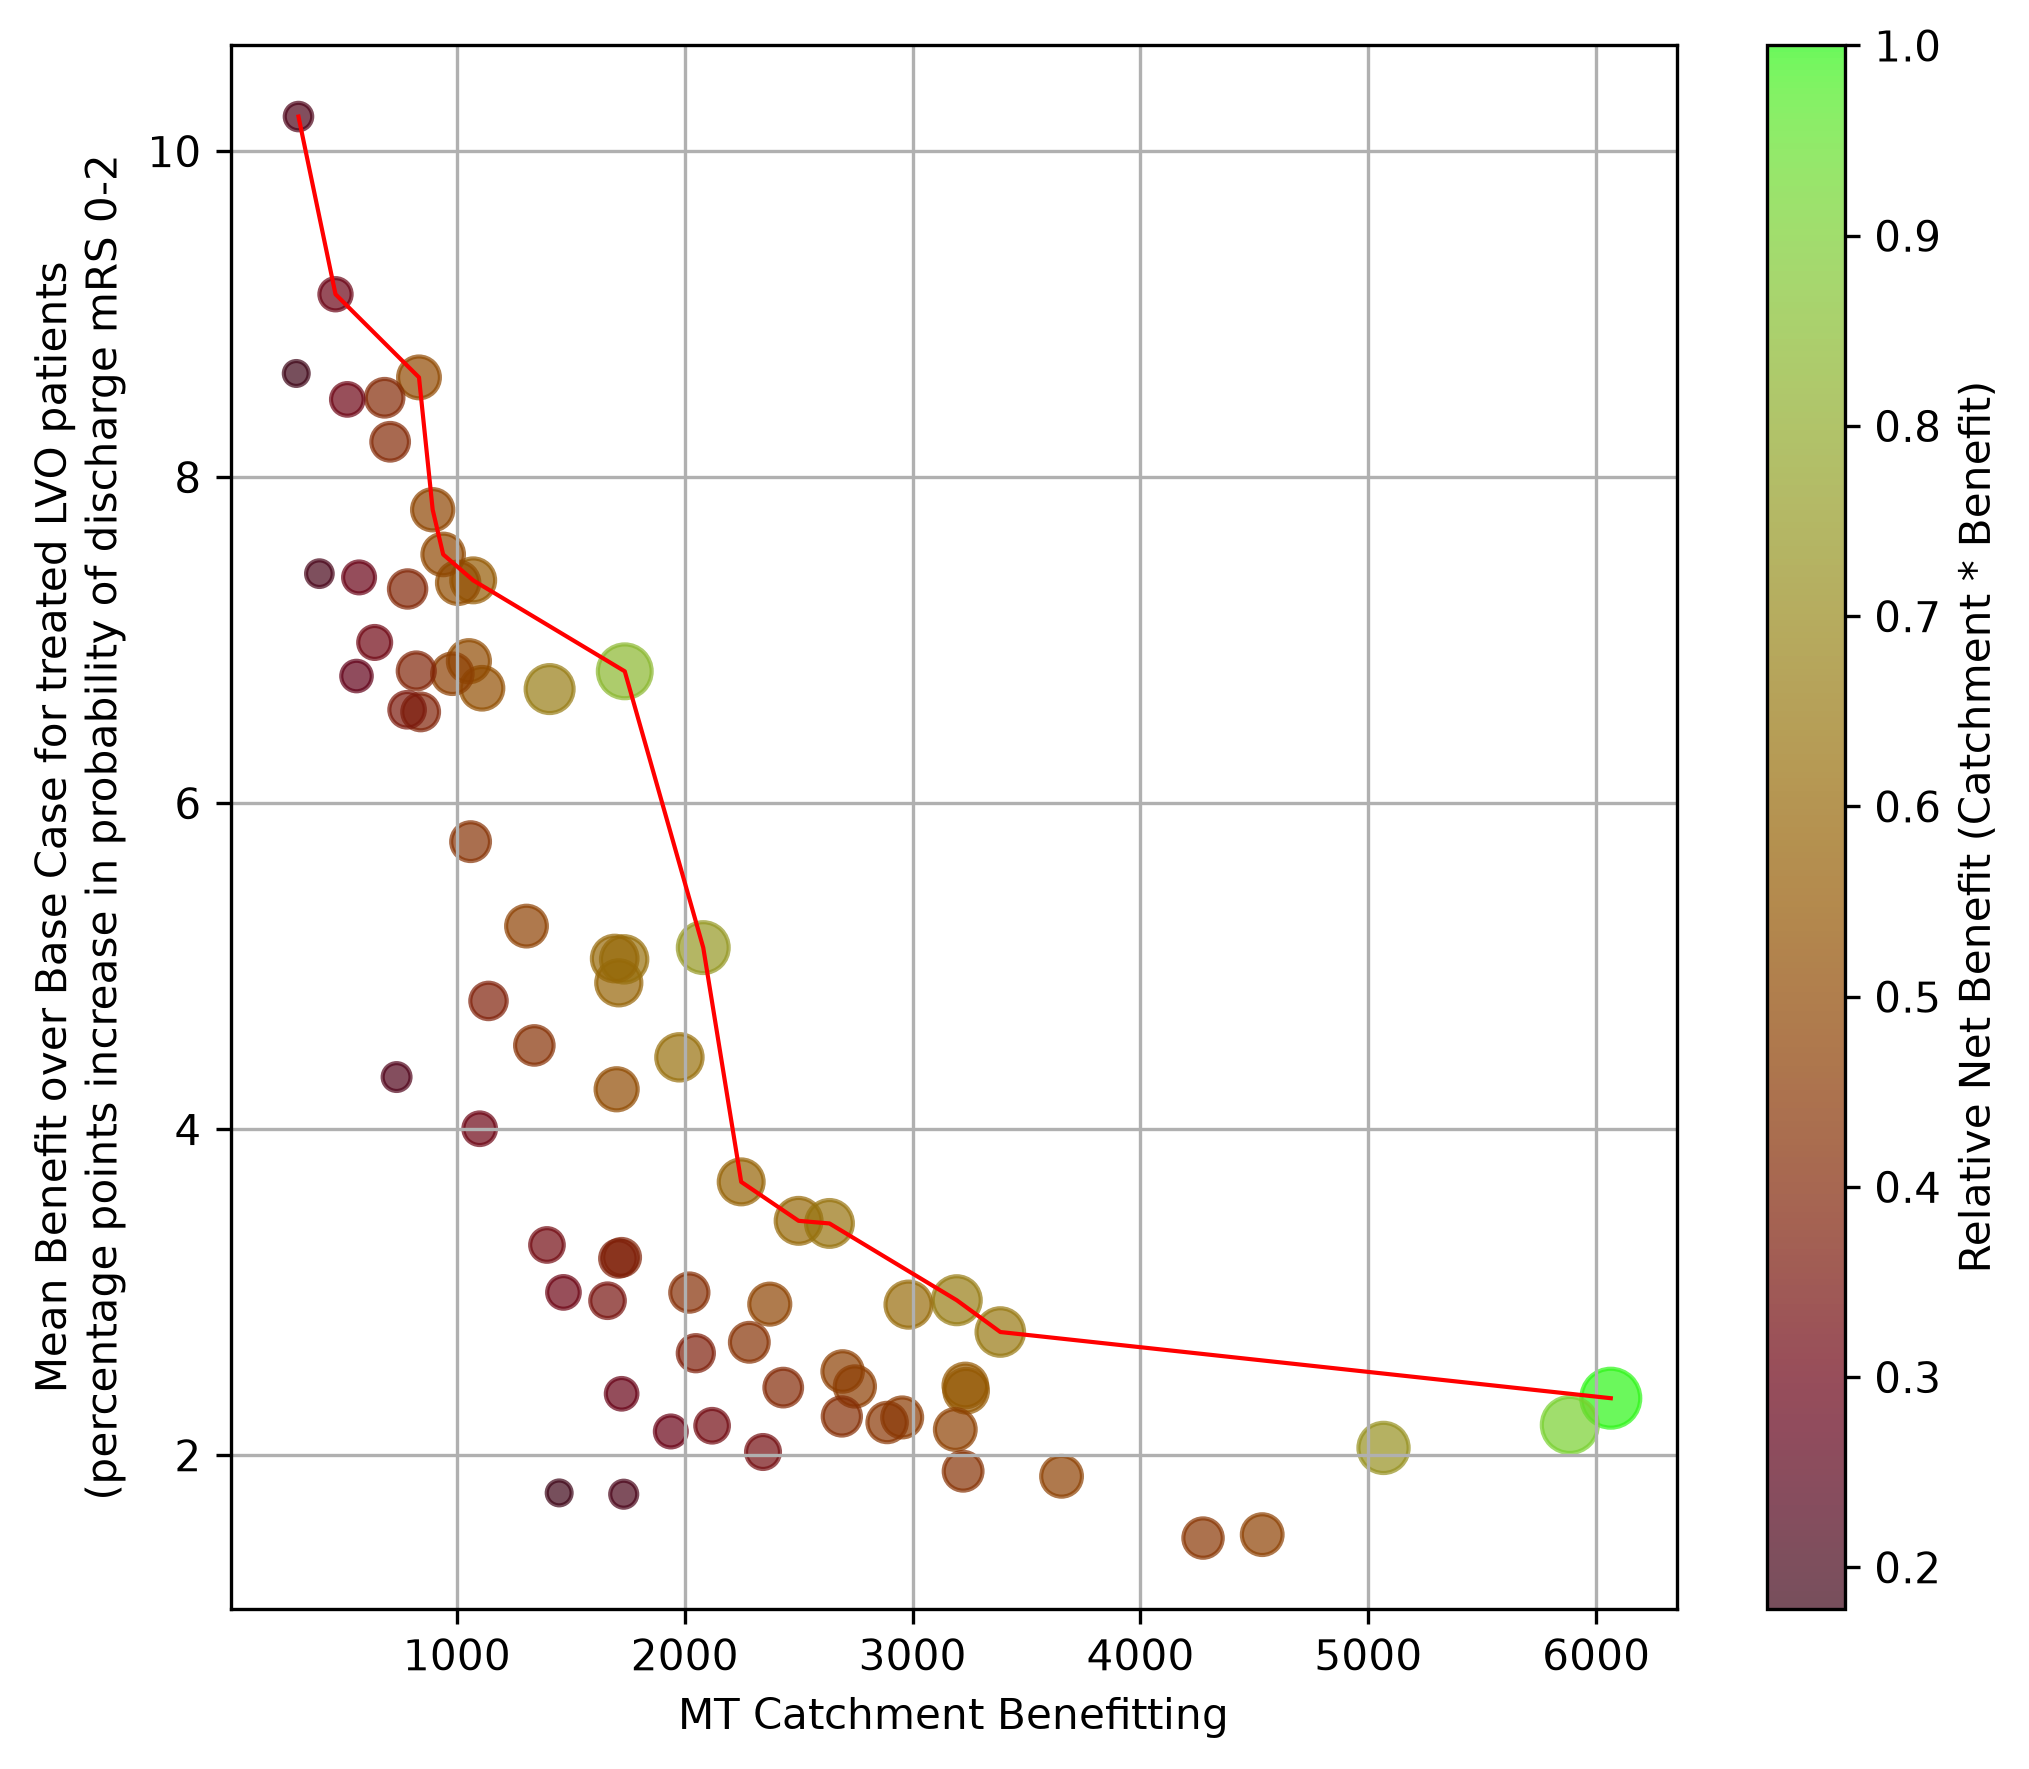 Mean Benefit over Base Case for treated LVO patients
(percentage points increase in probability of discharge mRS 0-2
10
8
6
4
2
1000 2000 3000 4000 5000 6000
MT Catchment Benefitting
1.0
0.9
0.8
0.7
0.6
0.5
0.4
0.3
0.2
Relative Net Benefit (Catchment * Benefit)